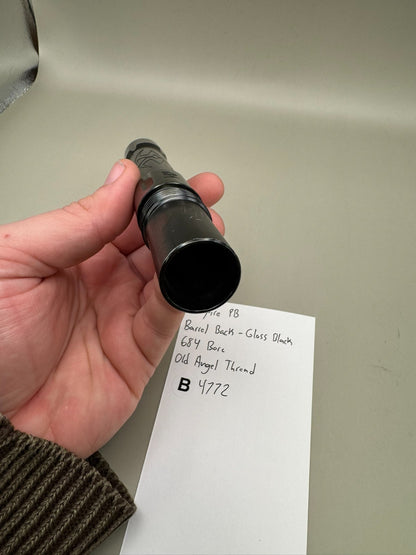 PB
Barrel Back - Gloss Black
.684 Bore
Old Angel Thread
B 4772